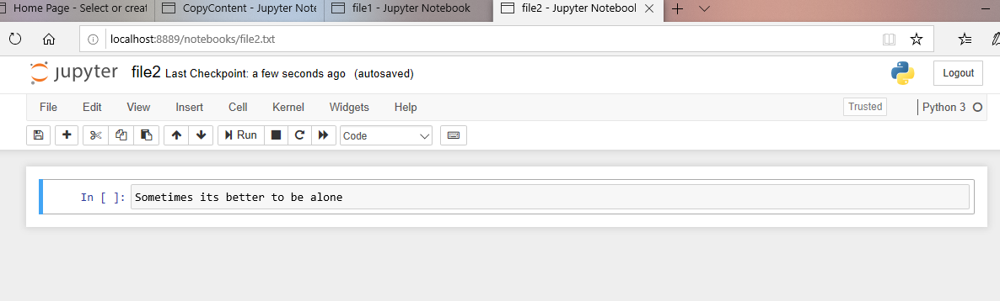 Home Page - Select or creat
CopyContent - Jupyter Note
file1 - Jupyter Notebook
file2 - Jupyter Notebool
localhost:8889/notebooks/file2.txt
jupyter file2 Last Checkpoint: a few seconds ago (autosaved)
Logout
File Edit View Insert Cell Kernel Widgets Help
Trusted
Python 3
Run
Code
In [ ]: Sometimes its better to be alone